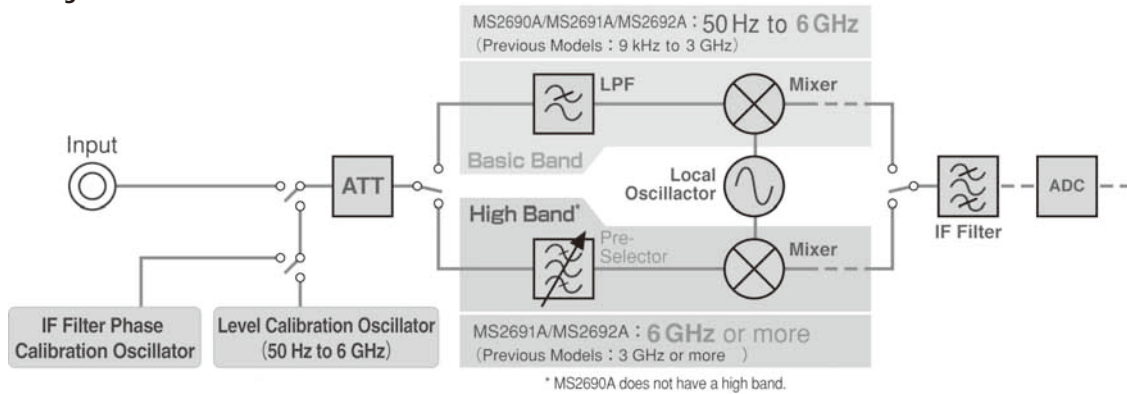 MS2690A/MS2691A/MS2692A : 50 Hz to 6 GHz
(Previous Models : 9 kHz to 3 GHz)
LPF
Mixer
Input
Basic Band
ATT
Local
Oscillactor
ADC
High Band*
IF Filter
Pre-
Selector
Mixer
IF Filter Phase
Calibration Oscillator
Level Calibration Oscillator
(50 Hz to 6 GHz)
MS2691A/MS2692A : 6 GHz or more
(Previous Models : 3 GHz or more )
* MS2690A does not have a high band.